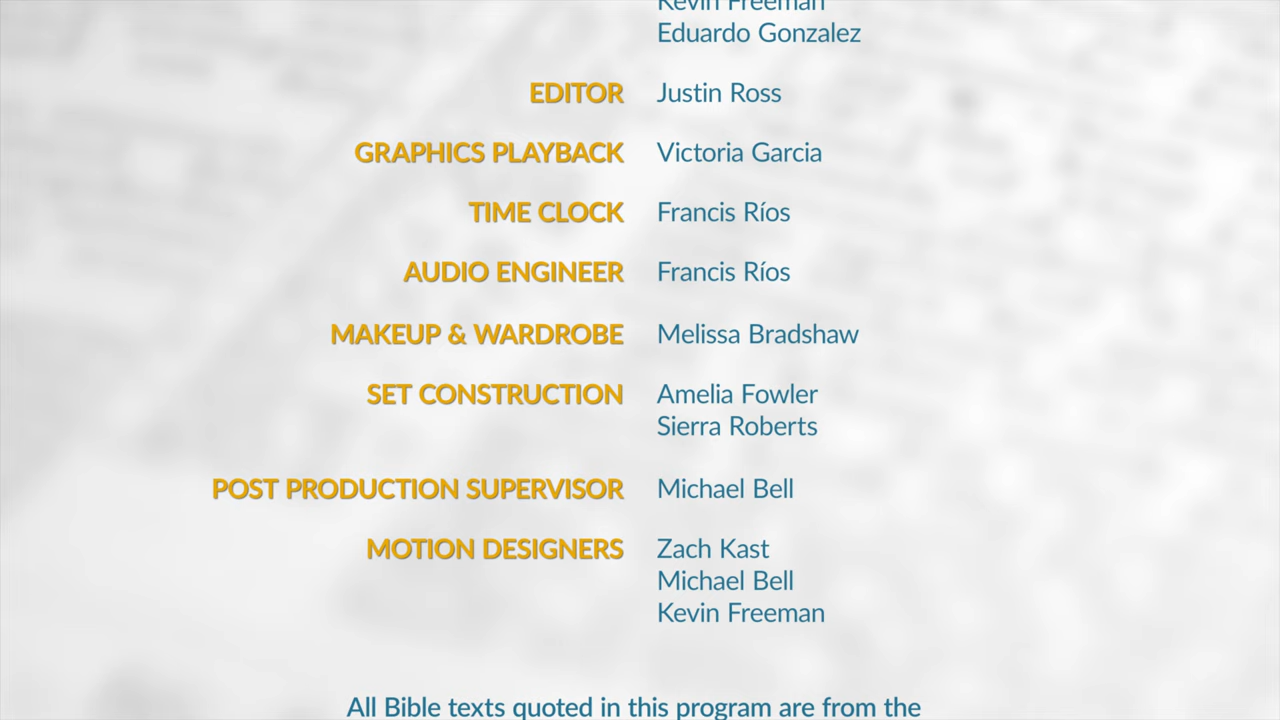 Kevin Freeman
Eduardo Gonzalez
EDITOR Justin Ross
GRAPHICS PLAYBACK Victoria Garcia
TIME CLOCK Francis Ríos
AUDIO ENGINEER Francis Ríos
MAKEUP & WARDROBE Melissa Bradshaw
SET CONSTRUCTION Amelia Fowler
Sierra Roberts
POST PRODUCTION SUPERVISOR Michael Bell
MOTION DESIGNERS Zach Kast
Michael Bell
Kevin Freeman
All Bible texts quoted in this program are from the